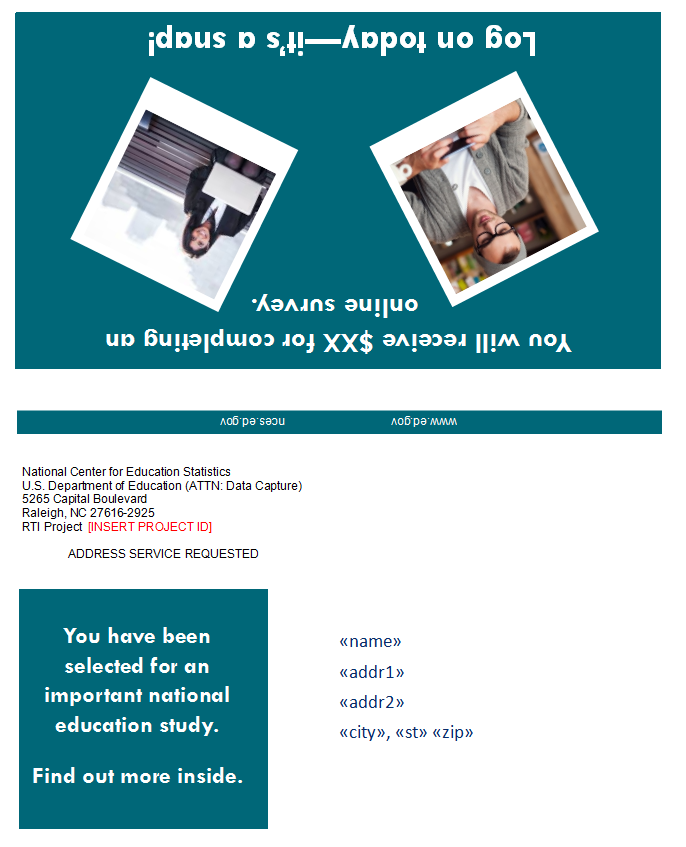 Log on today—it's a snap!
You will receive $XX for completing an
online survey.
www.ed.gov nces.ed.gov
National Center for Education Statistics
U.S. Department of Education (ATTN: Data Capture)
5265 Capital Boulevard
Raleigh, NC 27616-2925
RTI Project [INSERT PROJECT ID]
ADDRESS SERVICE REQUESTED
You have been
selected for an
important national
education study.
Find out more inside.
«name»
«addr1»
«addr2»
«city», «st» «zip»